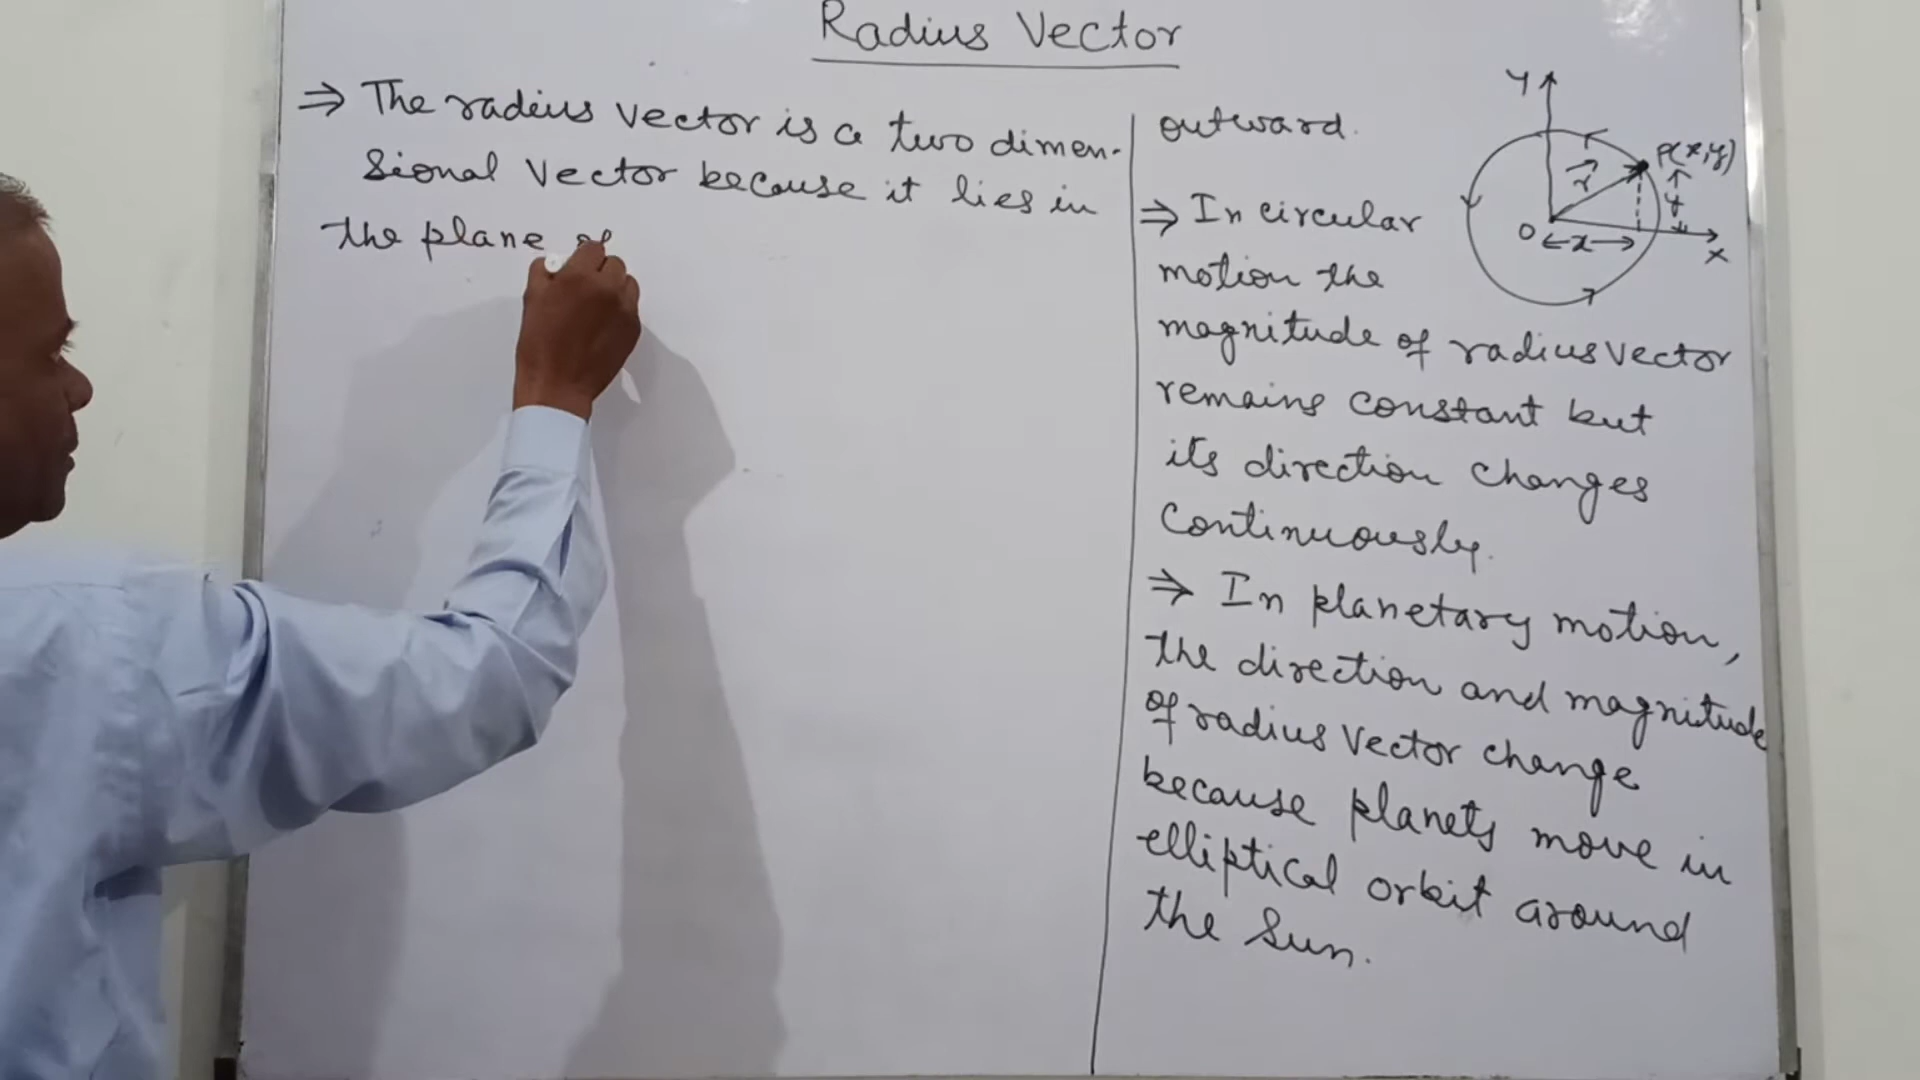 Radius Vector
⇒ The radius vector is a two dimen-
sional vector because it lies in
the plane of
outward.
⇒ In circular
motion the
magnitude of radius vector
remains constant but
its direction changes
continuously.
⇒ In planetary motion,
the direction and magnitude
of radius vector change
because planets move in
elliptical orbit around
the Sun.
Y
P(x,y)
r
y
O
x
X